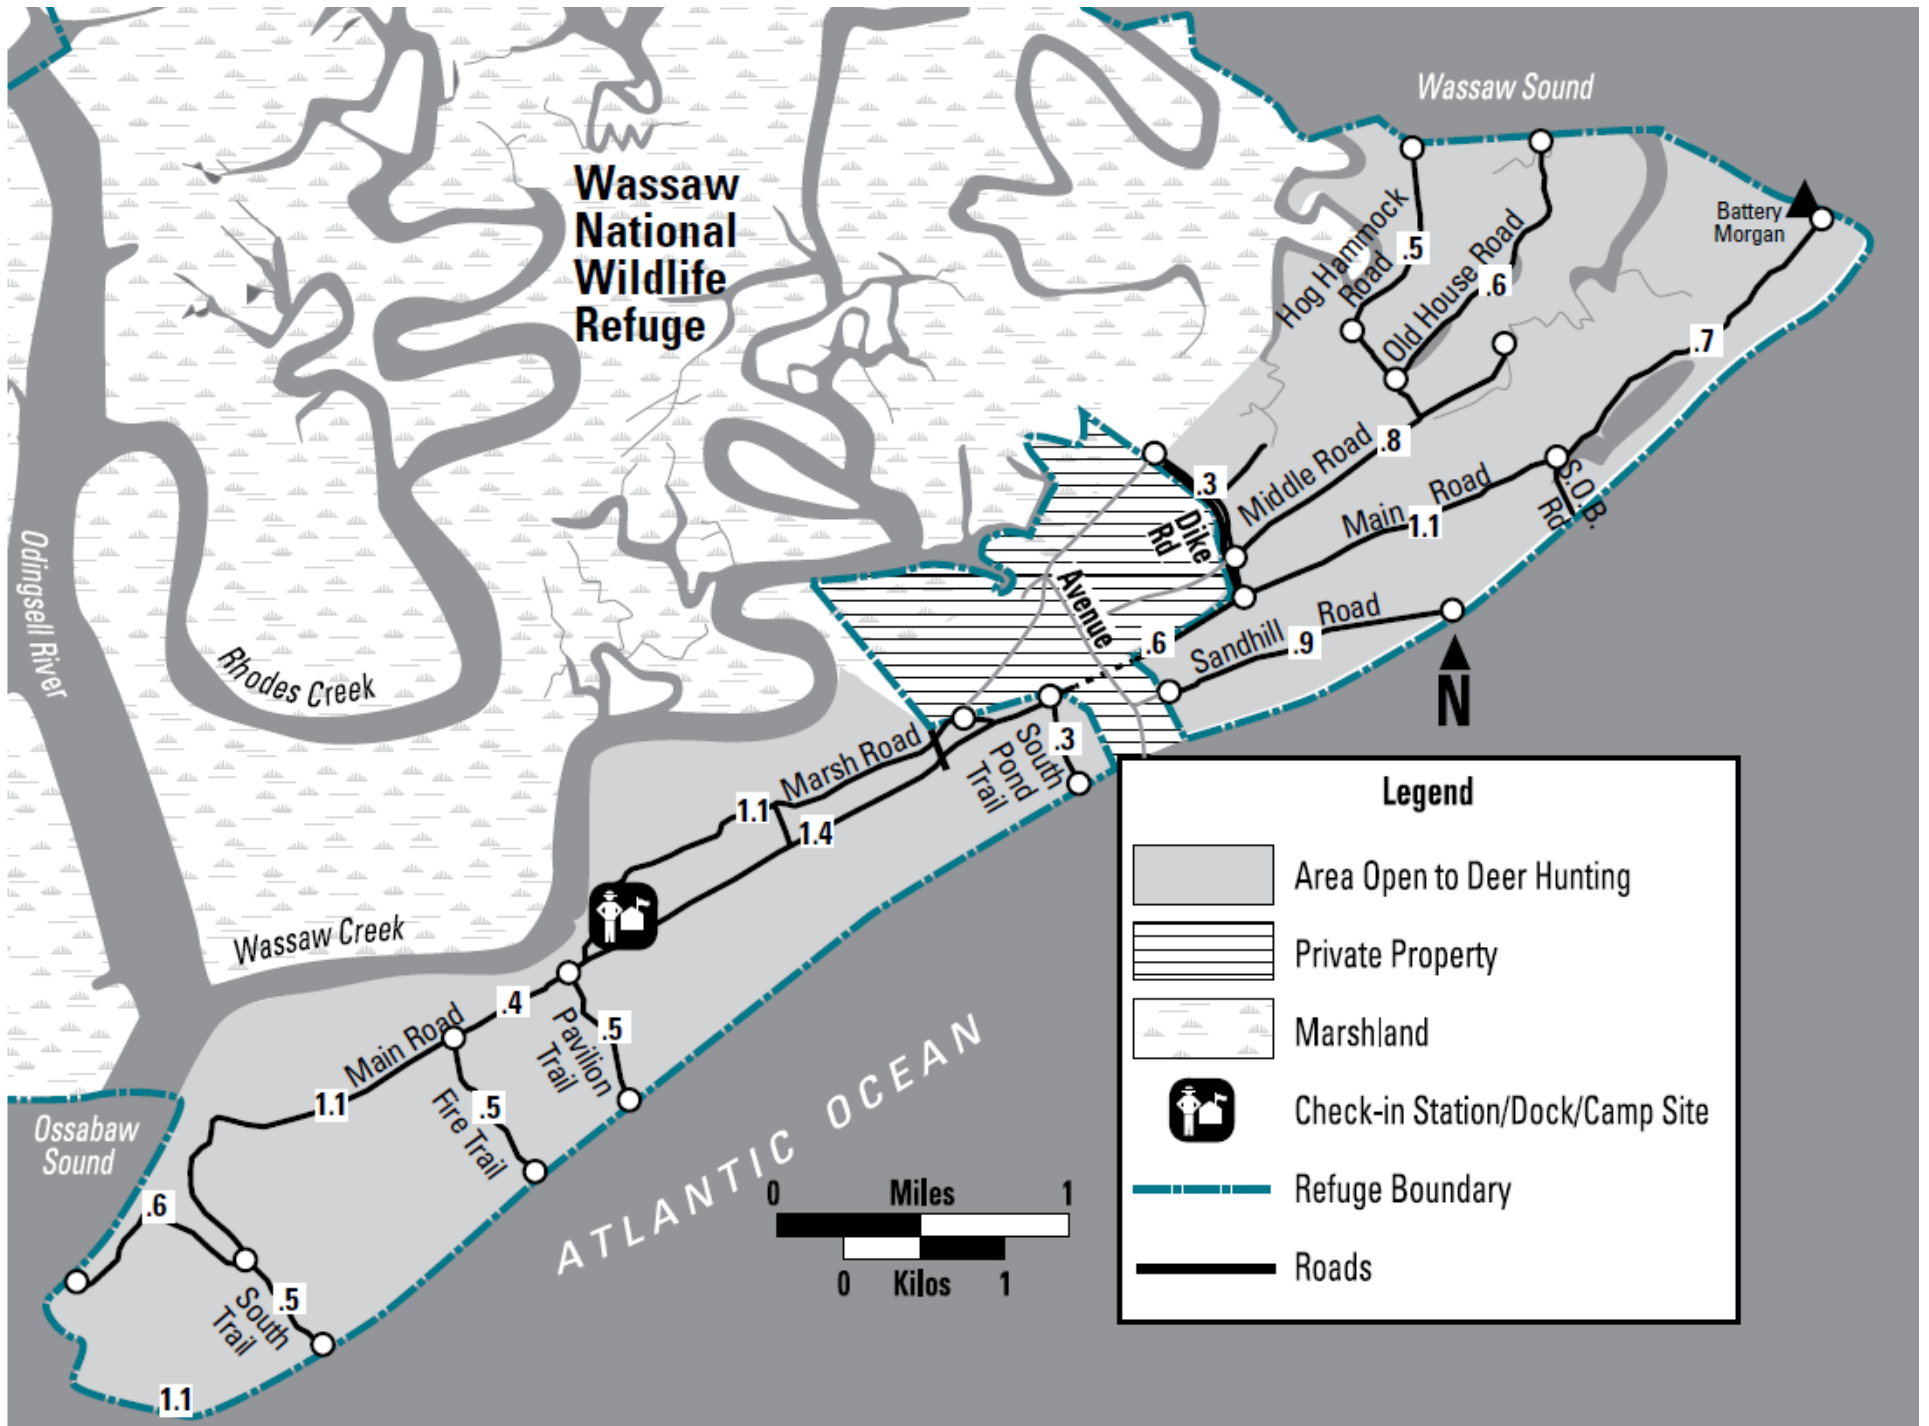 Wassaw Sound
Wassaw
National
Wildlife
Refuge
Battery
Morgan
Hog Hammock
Road
.5
Old House Road
.6
.7
Middle Road
.8
.3
Dike
Rd
Main Road
1.1
S.O.B.
Rd
Avenue
.6
Sandhill Road
.9
N
Odingsell River
Rhodes Creek
Marsh Road
1.1
1.4
South
Pond
Trail
.3
Wassaw Creek
.4
Main Road
1.1
Pavilion
Trail
.5
Fire Trail
.5
Ossabaw
Sound
.6
South
Trail
.5
1.1
ATLANTIC OCEAN
0 Miles 1
0 Kilos 1
Legend
Area Open to Deer Hunting
Private Property
Marshland
Check-in Station/Dock/Camp Site
Refuge Boundary
Roads